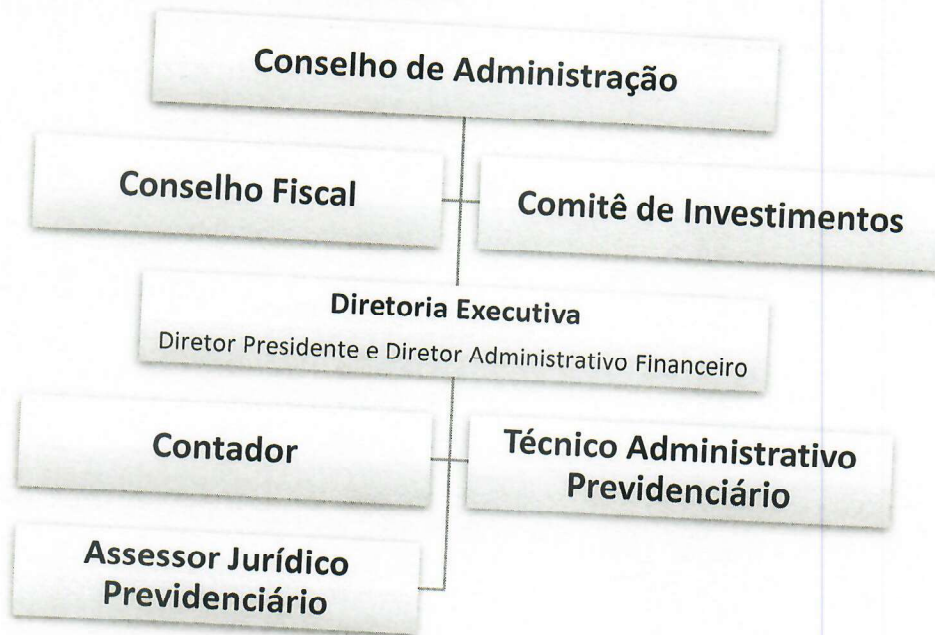 Conselho de Administração
Conselho Fiscal
Comitê de Investimentos
Diretoria Executiva
Diretor Presidente e Diretor Administrativo Financeiro
Contador
Técnico Administrativo
Previdenciário
Assessor Jurídico
Previdenciário